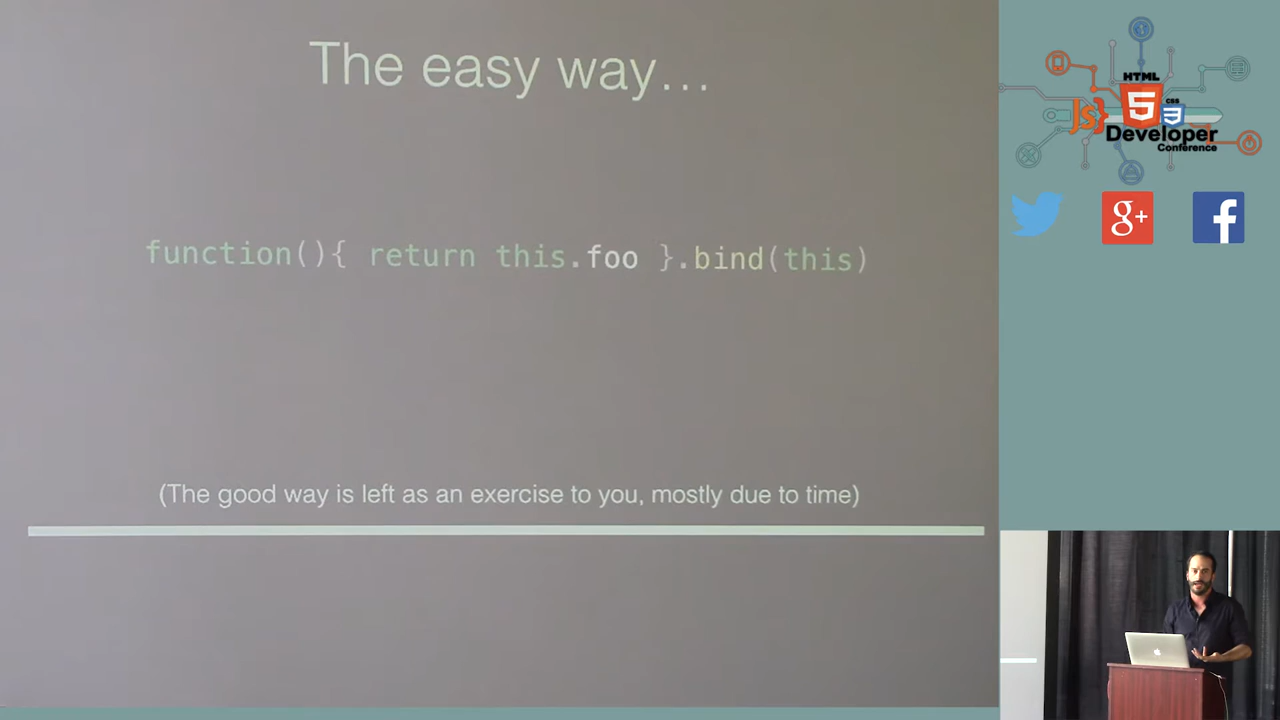 The easy way…
function(){ return this.foo }.bind(this)
(The good way is left as an exercise to you, mostly due to time)
HTML
5
JS}
CSS
3
Developer
Conference
g+
f